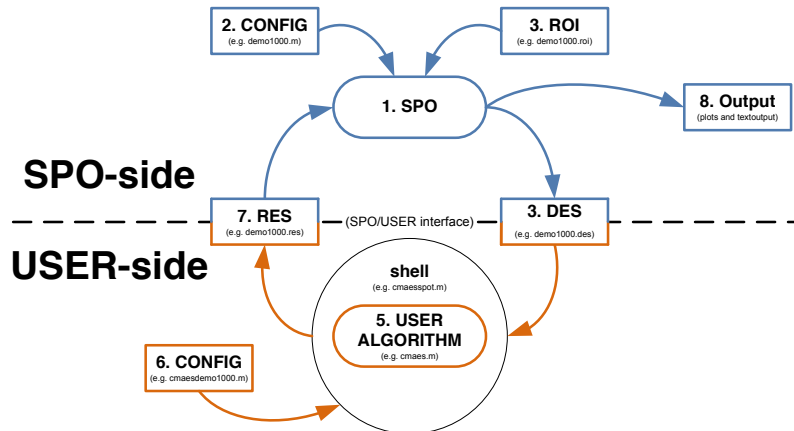 2. CONFIG
(e.g. demo1000.m)
3. ROI
(e.g. demo1000.roi)
1. SPO
8. Output
(plots and textoutput)
SPO-side
7. RES
(e.g. demo1000.res)
(SPO/USER interface)
3. DES
(e.g. demo1000.des)
USER-side
shell
(e.g. cmaesspot.m)
5. USER
ALGORITHM
(e.g. cmaes.m)
6. CONFIG
(e.g. cmaesdemo1000.m)